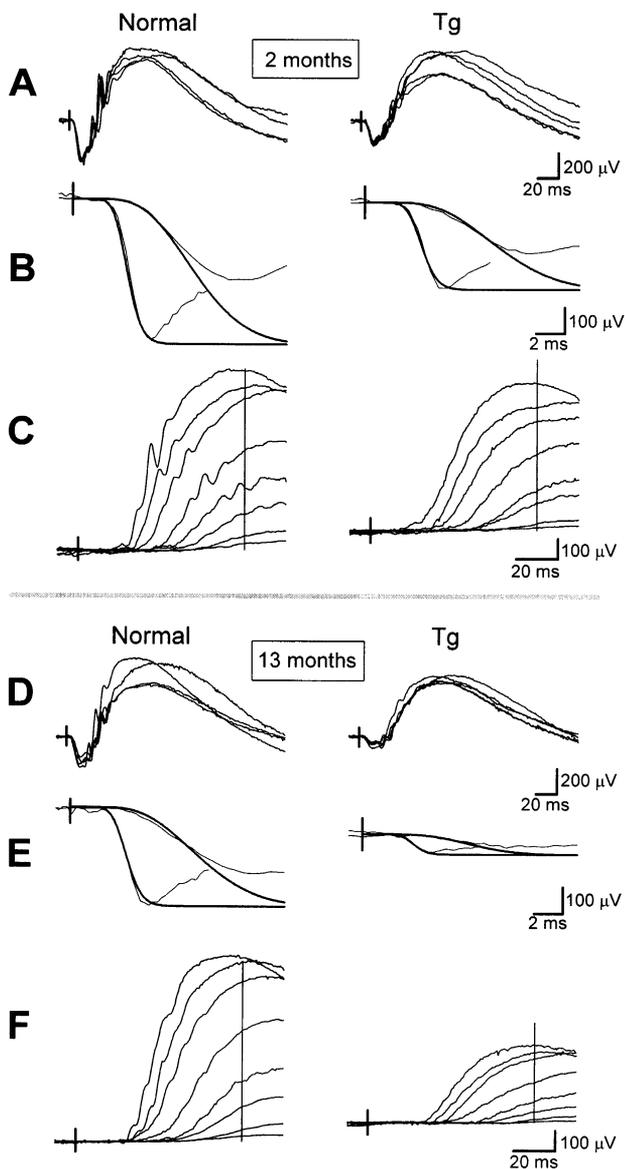 Normal
2 months
Tg
A
200 μV
20 ms
B
100 μV
2 ms
C
100 μV
20 ms
Normal
13 months
Tg
D
200 μV
20 ms
E
100 μV
2 ms
F
100 μV
20 ms